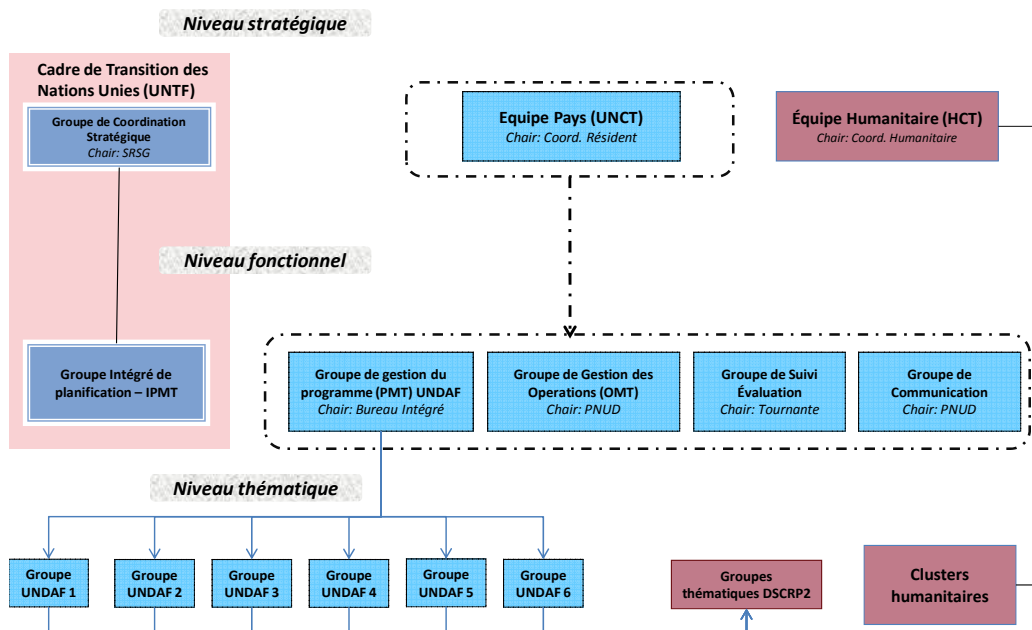 Niveau stratégique
Cadre de Transition des
Nations Unies (UNTF)
Groupe de Coordination
Stratégique
Chair: SRSG
Equipe Pays (UNCT)
Chair: Coord. Résident
Équipe Humanitaire (HCT)
Chair: Coord. Humanitaire
Niveau fonctionnel
Groupe Intégré de
planification – IPMT
Groupe de gestion du
programme (PMT) UNDAF
Chair: Bureau Intégré
Groupe de Gestion des
Operations (OMT)
Chair: PNUD
Groupe de Suivi
Évaluation
Chair: Tournante
Groupe de
Communication
Chair: PNUD
Niveau thématique
Groupe
UNDAF 1
Groupe
UNDAF 2
Groupe
UNDAF 3
Groupe
UNDAF 4
Groupe
UNDAF 5
Groupe
UNDAF 6
Groupes
thématiques DSCRP2
Clusters
humanitaires